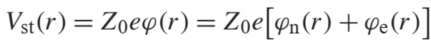 V_st(r) = Z_0eφ(r) = Z_0e[φ_n(r) + φ_e(r)]